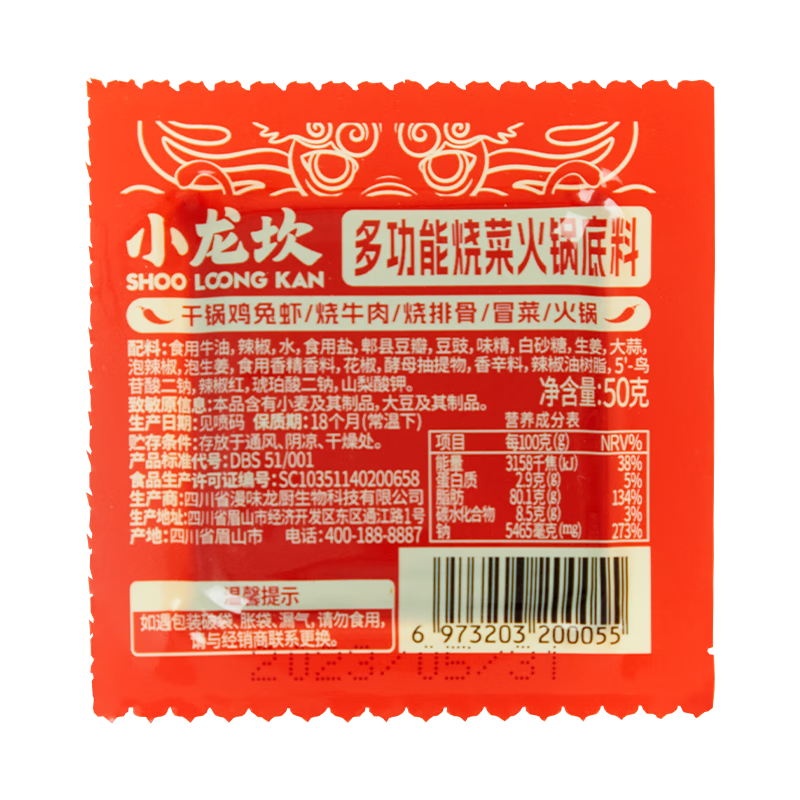 小龙坎
SHOO LOONG KAN
多功能烧菜火锅底料
干锅鸡兔虾/烧牛肉/烧排骨/冒菜/火锅
配料:食用牛油,辣椒,水,食用盐,郫县豆瓣,豆豉,味精,白砂糖,生姜,大蒜,
泡辣椒,泡生姜,食用香精香料,花椒,酵母抽提物,香辛料,辣椒油树脂,5'-鸟
苷酸二钠,辣椒红,琥珀酸二钠,山梨酸钾。
净含量:50克
致敏原信息:本品含有小麦及其制品,大豆及其制品。
生产日期:见喷码 保质期:18个月(常温下)
贮存条件:存放于通风、阴凉、干燥处。
产品标准代号:DBS 51/001
食品生产许可证编号:SC10351140200658
生产商:四川省漫味龙厨生物科技有限公司
生产地址:四川省眉山市经济开发区东区通江路1号
产地:四川省眉山市 电话:400-188-8887
营养成分表
项目 每100克(g) NRV%
能量 3158千焦(kJ) 38%
蛋白质 2.9克(g) 5%
脂肪 80.1克(g) 134%
碳水化合物 8.5克(g) 3%
钠 5465毫克(mg) 273%
温馨提示
如遇包装破袋、胀袋、漏气,请勿食用,
请与经销商联系更换。
6 973203 200055
2023/05/31